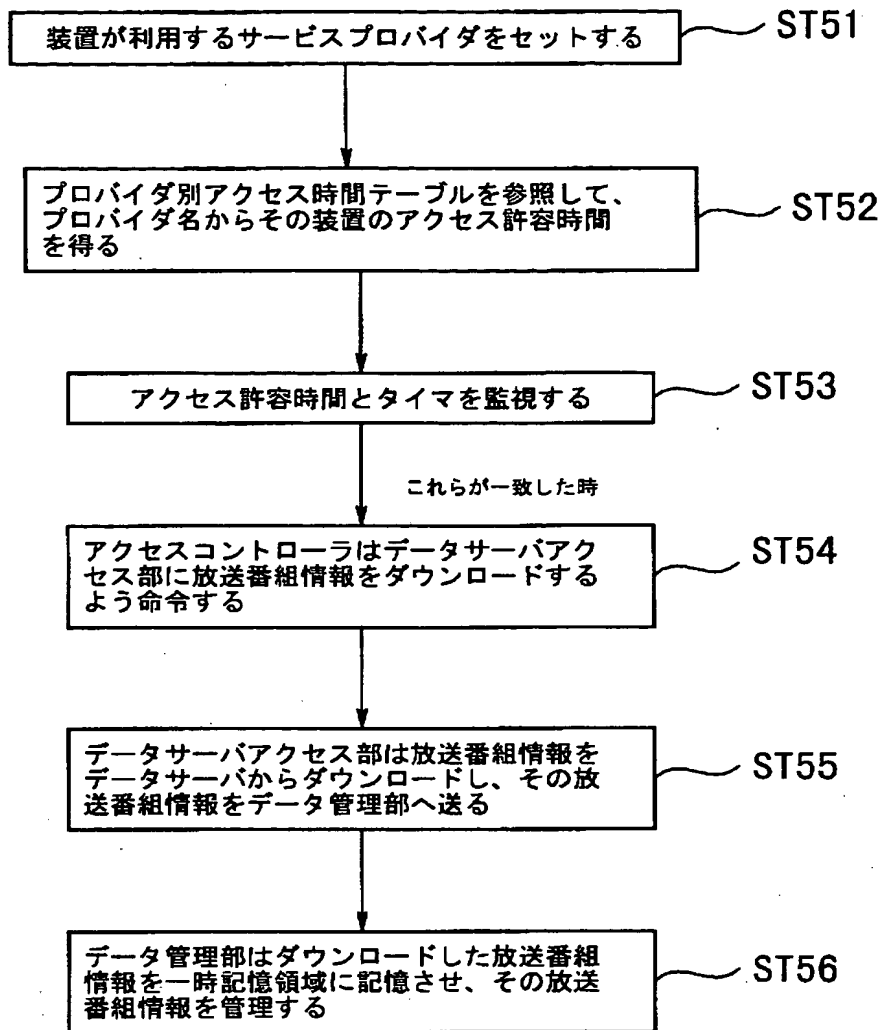 装置が利用するサービスプロバイダをセットする
ST51
プロバイダ別アクセス時間テーブルを参照して、
プロバイダ名からその装置のアクセス許容時間
を得る
ST52
アクセス許容時間とタイマを監視する
ST53
これらが一致した時
アクセスコントローラはデータサーバアク
セス部に放送番組情報をダウンロードする
よう命令する
ST54
データサーバアクセス部は放送番組情報を
データサーバからダウンロードし、その放
送番組情報をデータ管理部へ送る
ST55
データ管理部はダウンロードした放送番組
情報を一時記憶領域に記憶させ、その放送
番組情報を管理する
ST56